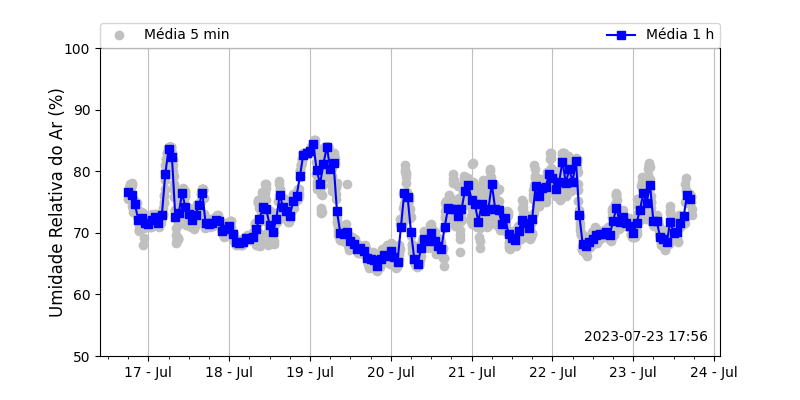 Média 5 min
Média 1 h
100
90
80
70
60
50
Umidade Relativa do Ar (%)
2023-07-23 17:56
17 - Jul
18 - Jul
19 - Jul
20 - Jul
21 - Jul
22 - Jul
23 - Jul
24 - Jul